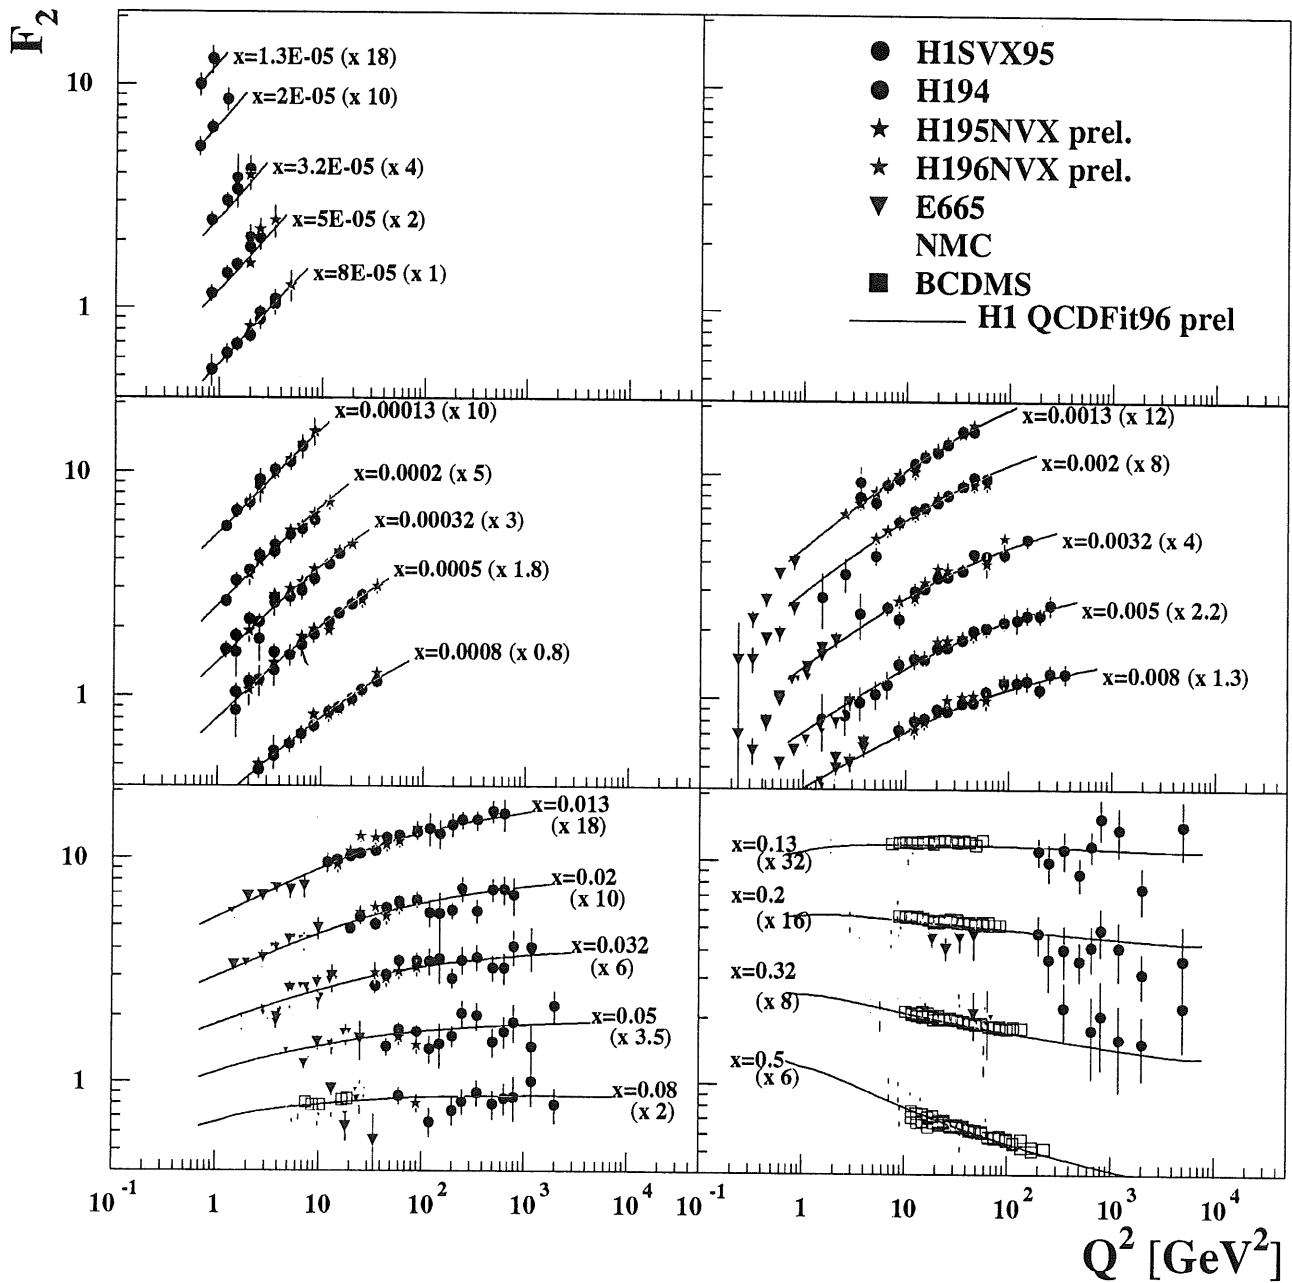 F2
x=1.3E-05 (x 18)
x=2E-05 (x 10)
x=3.2E-05 (x 4)
x=5E-05 (x 2)
x=8E-05 (x 1)
10
1
H1SVX95
H194
H195NVX prel.
H196NVX prel.
E665
NMC
BCDMS
H1 QCDFit96 prel
x=0.00013 (x 10)
x=0.0002 (x 5)
x=0.00032 (x 3)
x=0.0005 (x 1.8)
x=0.0008 (x 0.8)
10
1
x=0.0013 (x 12)
x=0.002 (x 8)
x=0.0032 (x 4)
x=0.005 (x 2.2)
x=0.008 (x 1.3)
x=0.013
(x 18)
x=0.02
(x 10)
x=0.032
(x 6)
x=0.05
(x 3.5)
x=0.08
(x 2)
10
1
x=0.13
(x 32)
x=0.2
(x 16)
x=0.32
(x 8)
x=0.5
(x 6)
10^-1 1 10 10^2 10^3 10^4
10^-1 1 10 10^2 10^3 10^4
Q^2 [GeV^2]